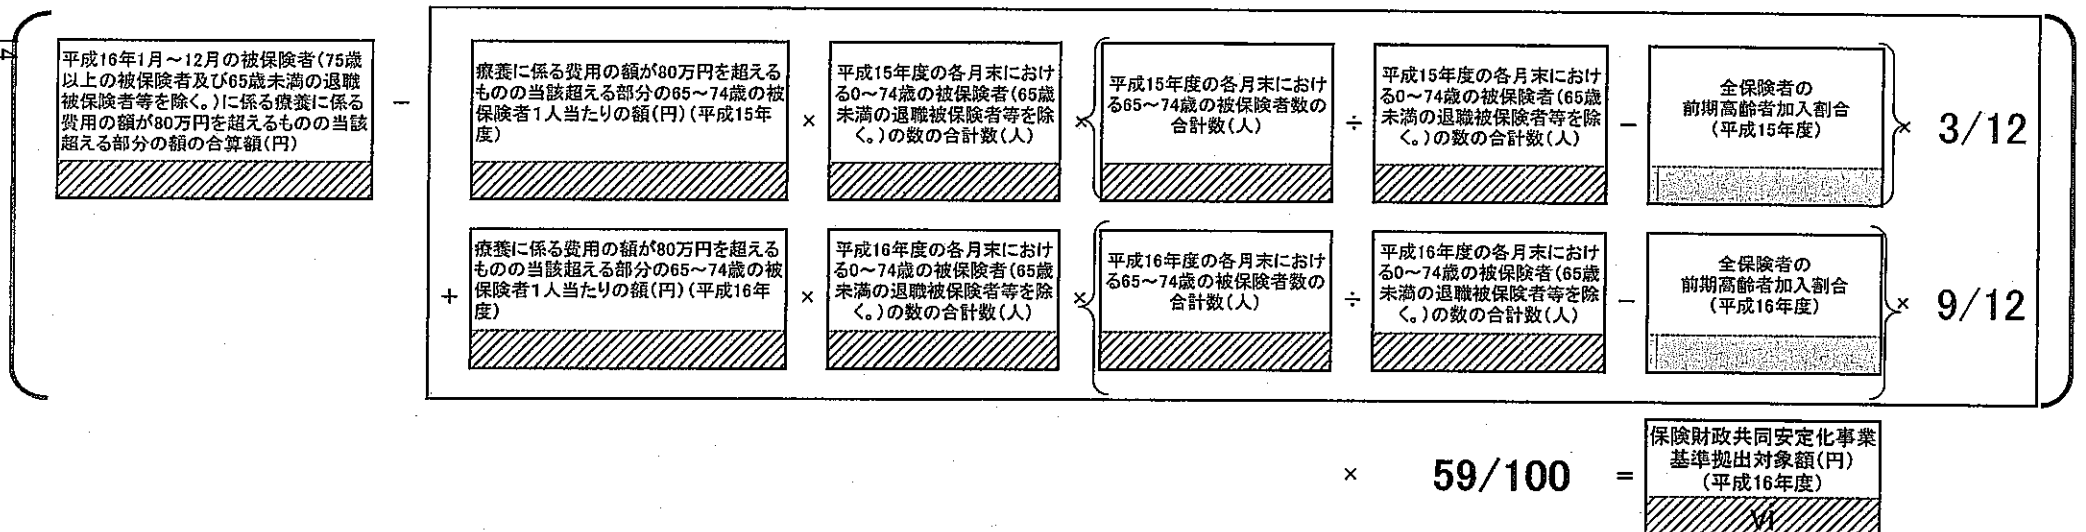 4
平成16年1月～12月の被保険者(75歳
以上の被保険者及び65歳未満の退職
被保険者等を除く。)に係る療養に係る
費用の額が80万円を超えるものの当該
超える部分の額の合算額(円)
－
療養に係る費用の額が80万円を超える
ものの当該超える部分の65～74歳の被
保険者1人当たりの額(円)(平成15年
度)
×
平成15年度の各月末におけ
る0～74歳の被保険者(65歳
未満の退職被保険者等を除
く。)の数の合計数(人)
×
平成15年度の各月末におけ
る65～74歳の被保険者数の
合計数(人)
÷
平成15年度の各月末におけ
る0～74歳の被保険者(65歳
未満の退職被保険者等を除
く。)の数の合計数(人)
－
全保険者の
前期高齢者加入割合
(平成15年度)
× 3/12
＋
療養に係る費用の額が80万円を超える
ものの当該超える部分の65～74歳の被
保険者1人当たりの額(円)(平成16年
度)
×
平成16年度の各月末におけ
る0～74歳の被保険者(65歳
未満の退職被保険者等を除
く。)の数の合計数(人)
×
平成16年度の各月末におけ
る65～74歳の被保険者数の
合計数(人)
÷
平成16年度の各月末におけ
る0～74歳の被保険者(65歳
未満の退職被保険者等を除
く。)の数の合計数(人)
－
全保険者の
前期高齢者加入割合
(平成16年度)
× 9/12
× 59/100 ＝
保険財政共同安定化事業
基準拠出対象額(円)
(平成16年度)
vi